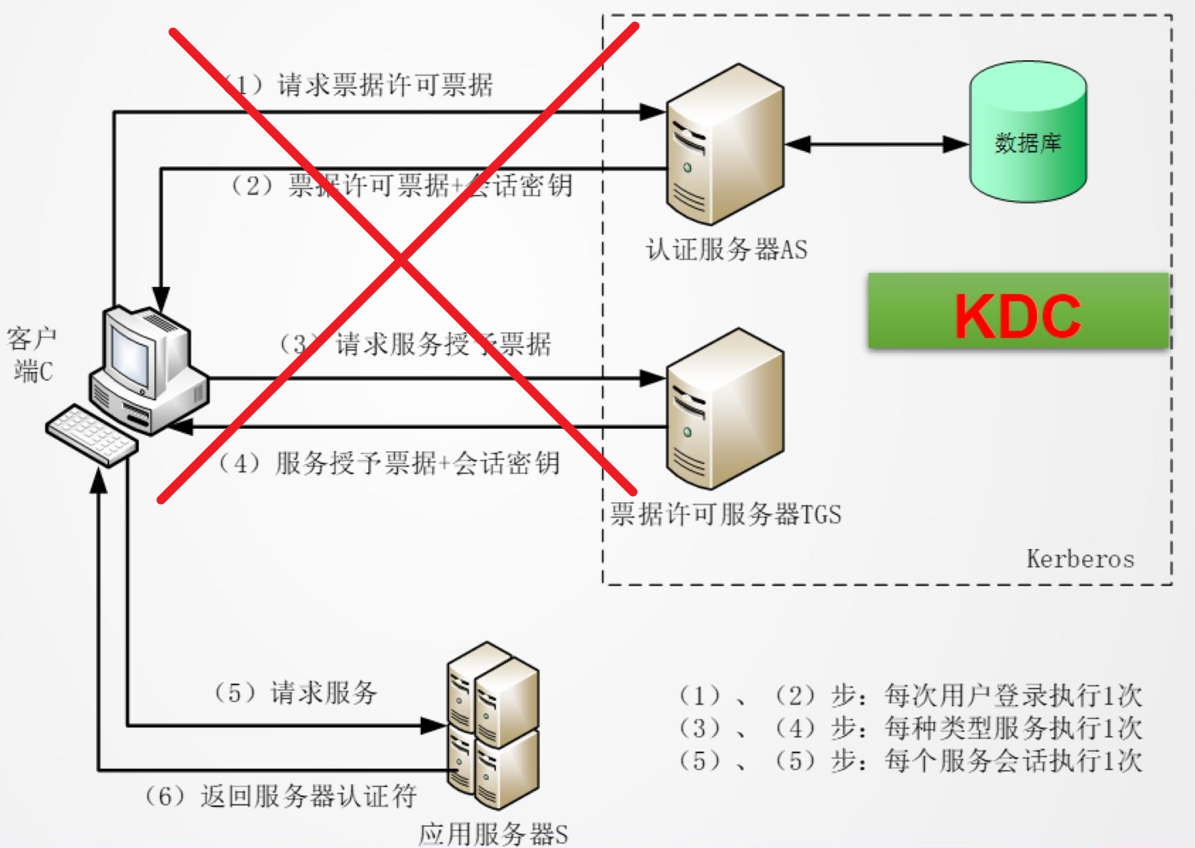 （1）请求票据许可票据
（2）票据许可票据+会话密钥
数据库
认证服务器AS
KDC
客户
端C
（3）请求服务授予票据
（4）服务授予票据+会话密钥
票据许可服务器TGS
Kerberos
（5）请求服务
（6）返回服务器认证符
应用服务器S
（1）、（2）步：每次用户登录执行1次
（3）、（4）步：每种类型服务执行1次
（5）、（5）步：每个服务会话执行1次